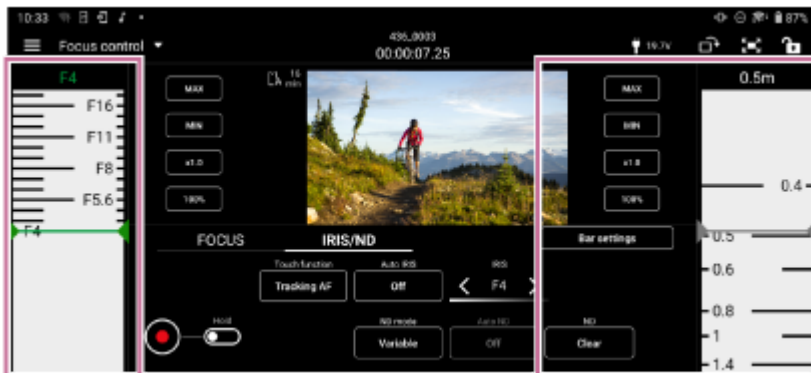 10:33 87%
Focus control 436_0003 19.7V
00:00:07.25
F4 0.5m
16 min
MAX MAX
MIN MIN
x1.0 x1.0
100% 100%
F16
F11
F8
F5.6
F4
0.4
0.5
0.6
0.8
1
1.4
FOCUS IRIS/ND Bar settings
Touch function Auto IRIS IRIS
Tracking AF Off F4
Hold ND mode Auto ND ND
Variable Off Clear